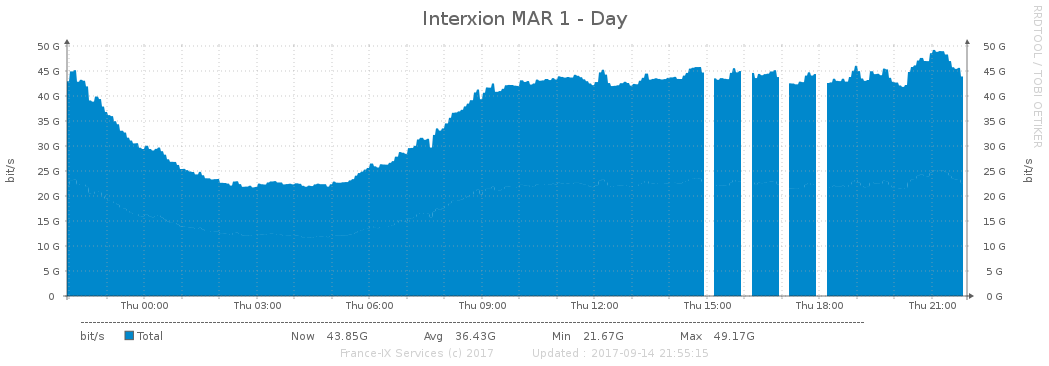 Interxion MAR 1 - Day
RRDTOOL / TOBI OETIKER
bit/s
50 G
45 G
40 G
35 G
30 G
25 G
20 G
15 G
10 G
5 G
0
50 G
45 G
40 G
35 G
30 G
25 G
20 G
15 G
10 G
5 G
0 G
bit/s
Thu 00:00 Thu 03:00 Thu 06:00 Thu 09:00 Thu 12:00 Thu 15:00 Thu 18:00 Thu 21:00
bit/s Total Now 43.85G Avg 36.43G Min 21.67G Max 49.17G
France-IX Services (c) 2017 Updated : 2017-09-14 21:55:15